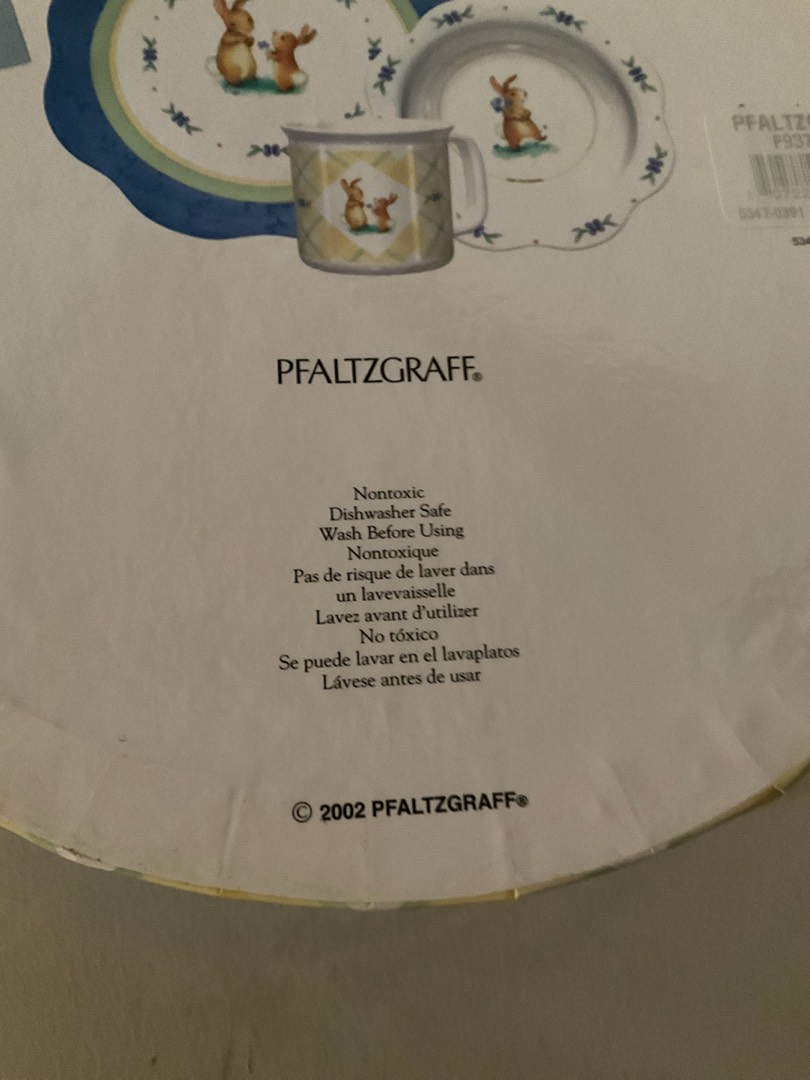 PFALTZGRAFF®
Nontoxic
Dishwasher Safe
Wash Before Using
Nontoxique
Pas de risque de laver dans
un lavevaisselle
Lavez avant d'utilizer
No tóxico
Se puede lavar en el lavaplatos
Lávese antes de usar
© 2002 PFALTZGRAFF®